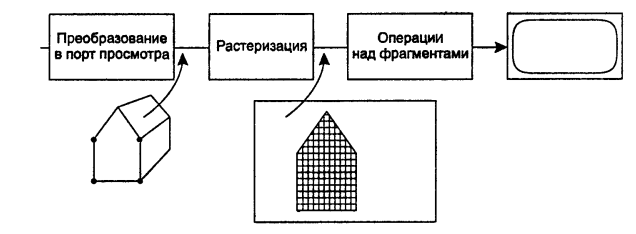 Преобразование
в порт просмотра
Растеризация
Операции
над фрагментами